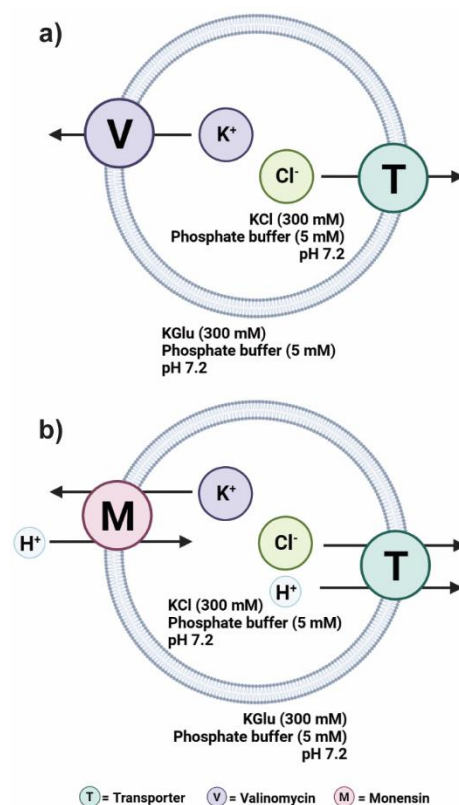 a)
V
K+
Cl-
T
KCl (300 mM)
Phosphate buffer (5 mM)
pH 7.2
KGlu (300 mM)
Phosphate buffer (5 mM)
pH 7.2
b)
M
K+
H+
Cl-
H+
T
KCl (300 mM)
Phosphate buffer (5 mM)
pH 7.2
KGlu (300 mM)
Phosphate buffer (5 mM)
pH 7.2
T = Transporter V = Valinomycin M = Monensin